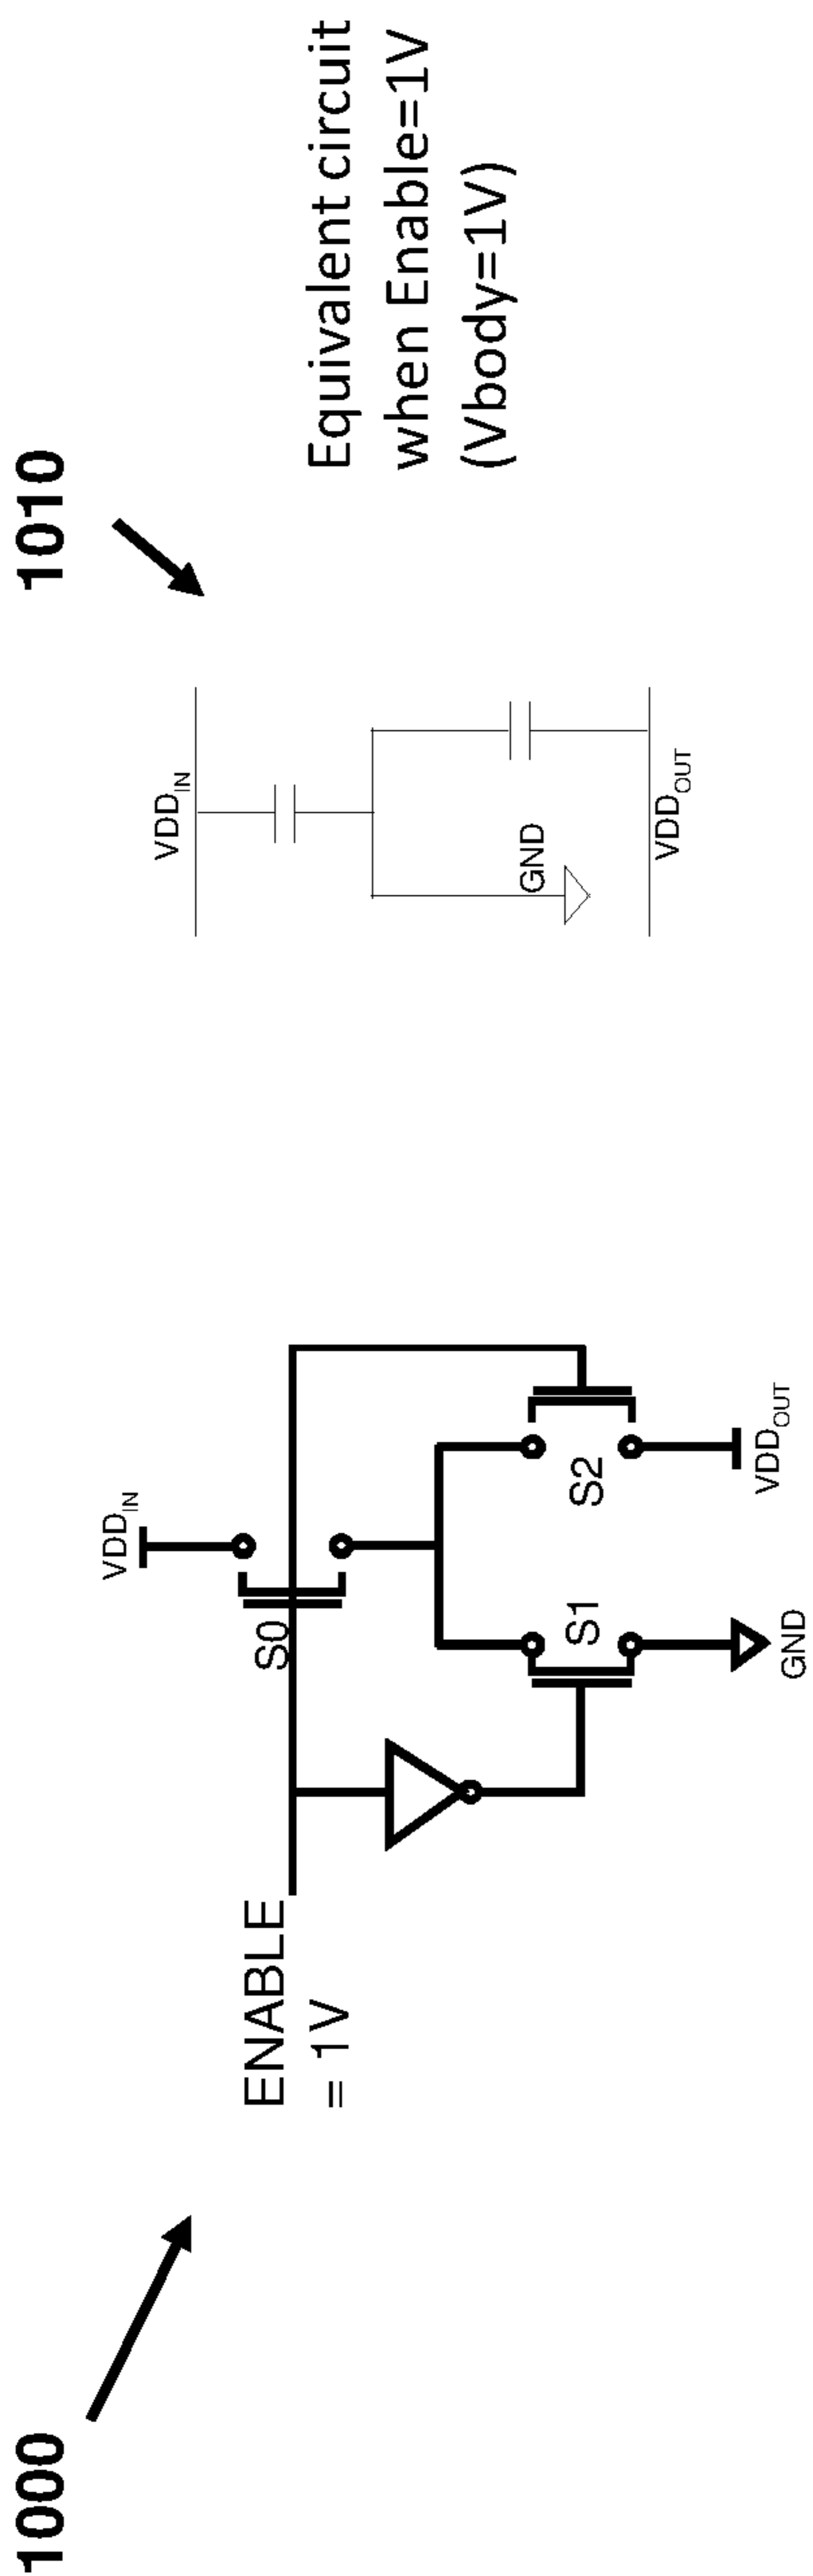 1000
ENABLE
= 1V
VDD_IN
S0
S1
S2
GND
VDD_OUT
1010
VDD_IN
GND
VDD_OUT
Equivalent circuit
when Enable=1V
(Vbody=1V)